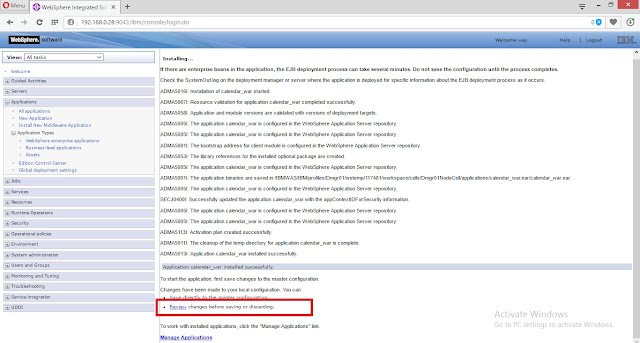 Menu
WebSphere Integrated Sol
192.168.0.28:9043/ibm/console/login.do
WebSphere. software
Welcome was
Help | Logout
IBM
View: All tasks
Welcome
Guided Activities
Servers
Applications
All applications
New Application
Install New Middleware Application
Application Types
WebSphere enterprise applications
Business-level applications
Assets
Edition Control Center
Global deployment settings
Jobs
Services
Resources
Runtime Operations
Security
Operational policies
Environment
System administration
Users and Groups
Monitoring and Tuning
Troubleshooting
Service integration
UDDI
Installing...
If there are enterprise beans in the application, the EJB deployment process can take several minutes. Do not save the configuration until the process completes.
Check the SystemOut.log on the deployment manager or server where the application is deployed for specific information about the EJB deployment process as it occurs.
ADMA5016I: Installation of calendar_war started.
ADMA5067I: Resource validation for application calendar_war completed successfully.
ADMA5058I: Application and module versions are validated with versions of deployment targets.
ADMA5005I: The application calendar_war is configured in the WebSphere Application Server repository.
ADMA5005I: The application calendar_war is configured in the WebSphere Application Server repository.
ADMA5081I: The bootstrap address for client module is configured in the WebSphere Application Server repository.
ADMA5053I: The library references for the installed optional package are created.
ADMA5005I: The application calendar_war is configured in the WebSphere Application Server repository.
ADMA5001I: The application binaries are saved in /IBM/WAS/IBM/profiles/Dmgr01/wstemp/117481/workspace/cells/Dmgr01NodeCell/applications/calendar_war.ear/calendar_war.ear
ADMA5005I: The application calendar_war is configured in the WebSphere Application Server repository.
SECJ0400I: Successfully updated the application calendar_war with the appContextIDForSecurity information.
ADMA5005I: The application calendar_war is configured in the WebSphere Application Server repository.
ADMA5005I: The application calendar_war is configured in the WebSphere Application Server repository.
ADMA5113I: Activation plan created successfully.
ADMA5011I: The cleanup of the temp directory for application calendar_war is complete.
ADMA5013I: Application calendar_war installed successfully.
Application calendar_war installed successfully.
To start the application, first save changes to the master configuration.
Changes have been made to your local configuration. You can:
Save directly to the master configuration.
Review changes before saving or discarding.
To work with installed applications, click the "Manage Applications" link.
Manage Applications
Activate Windows
Go to PC settings to activate Windows.